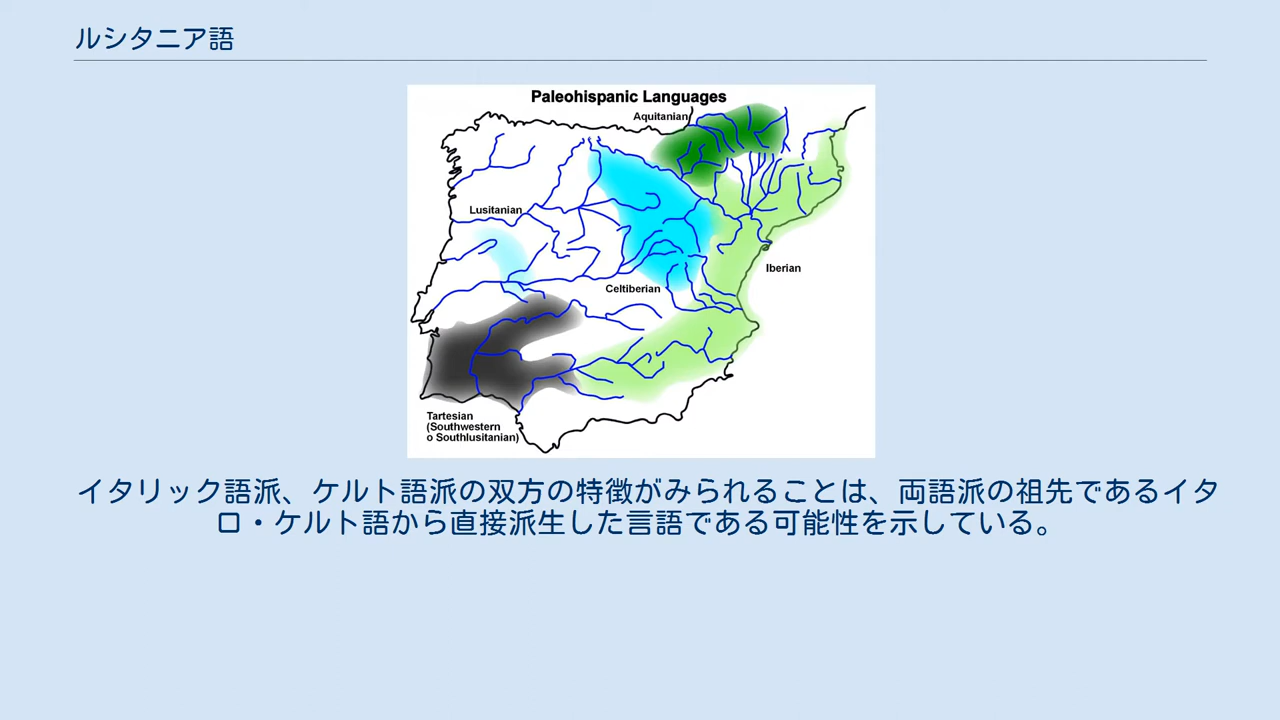 ルシタニア語
Paleohispanic Languages
Aquitanian
Lusitanian
Iberian
Celtiberian
Tartesian
(Southwestern
o Southlusitanian)
イタリック語派、ケルト語派の双方の特徴がみられることは、両語派の祖先であるイタ
ロ・ケルト語から直接派生した言語である可能性を示している。